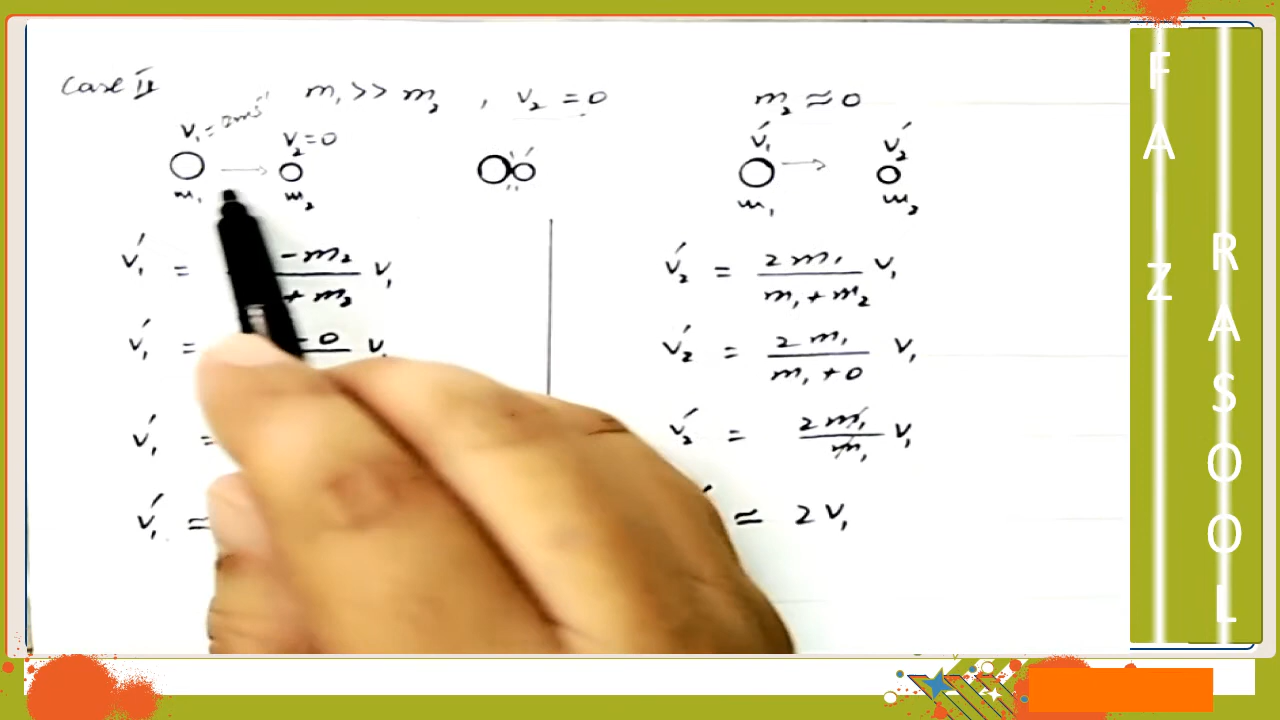 Case II m₁ >> m₂ , v₂ = 0 m₂ ≈ 0
v₁ = 2ms⁻¹ v₂ = 0 v₁′ v₂′
m₁ m₂ m₁ m₂
v₁′ = - m₂ / + m₂ v₁
v₁′ = - 0 v₁
v₁′ =
v₁′ ≈
v₂′ = 2m₁ / m₁ + m₂ v₁
v₂′ = 2m₁ / m₁ + 0 v₁
v₂′ = 2m₁ / m₁ v₁
≈ 2v₁
FAIZ
RASOOL